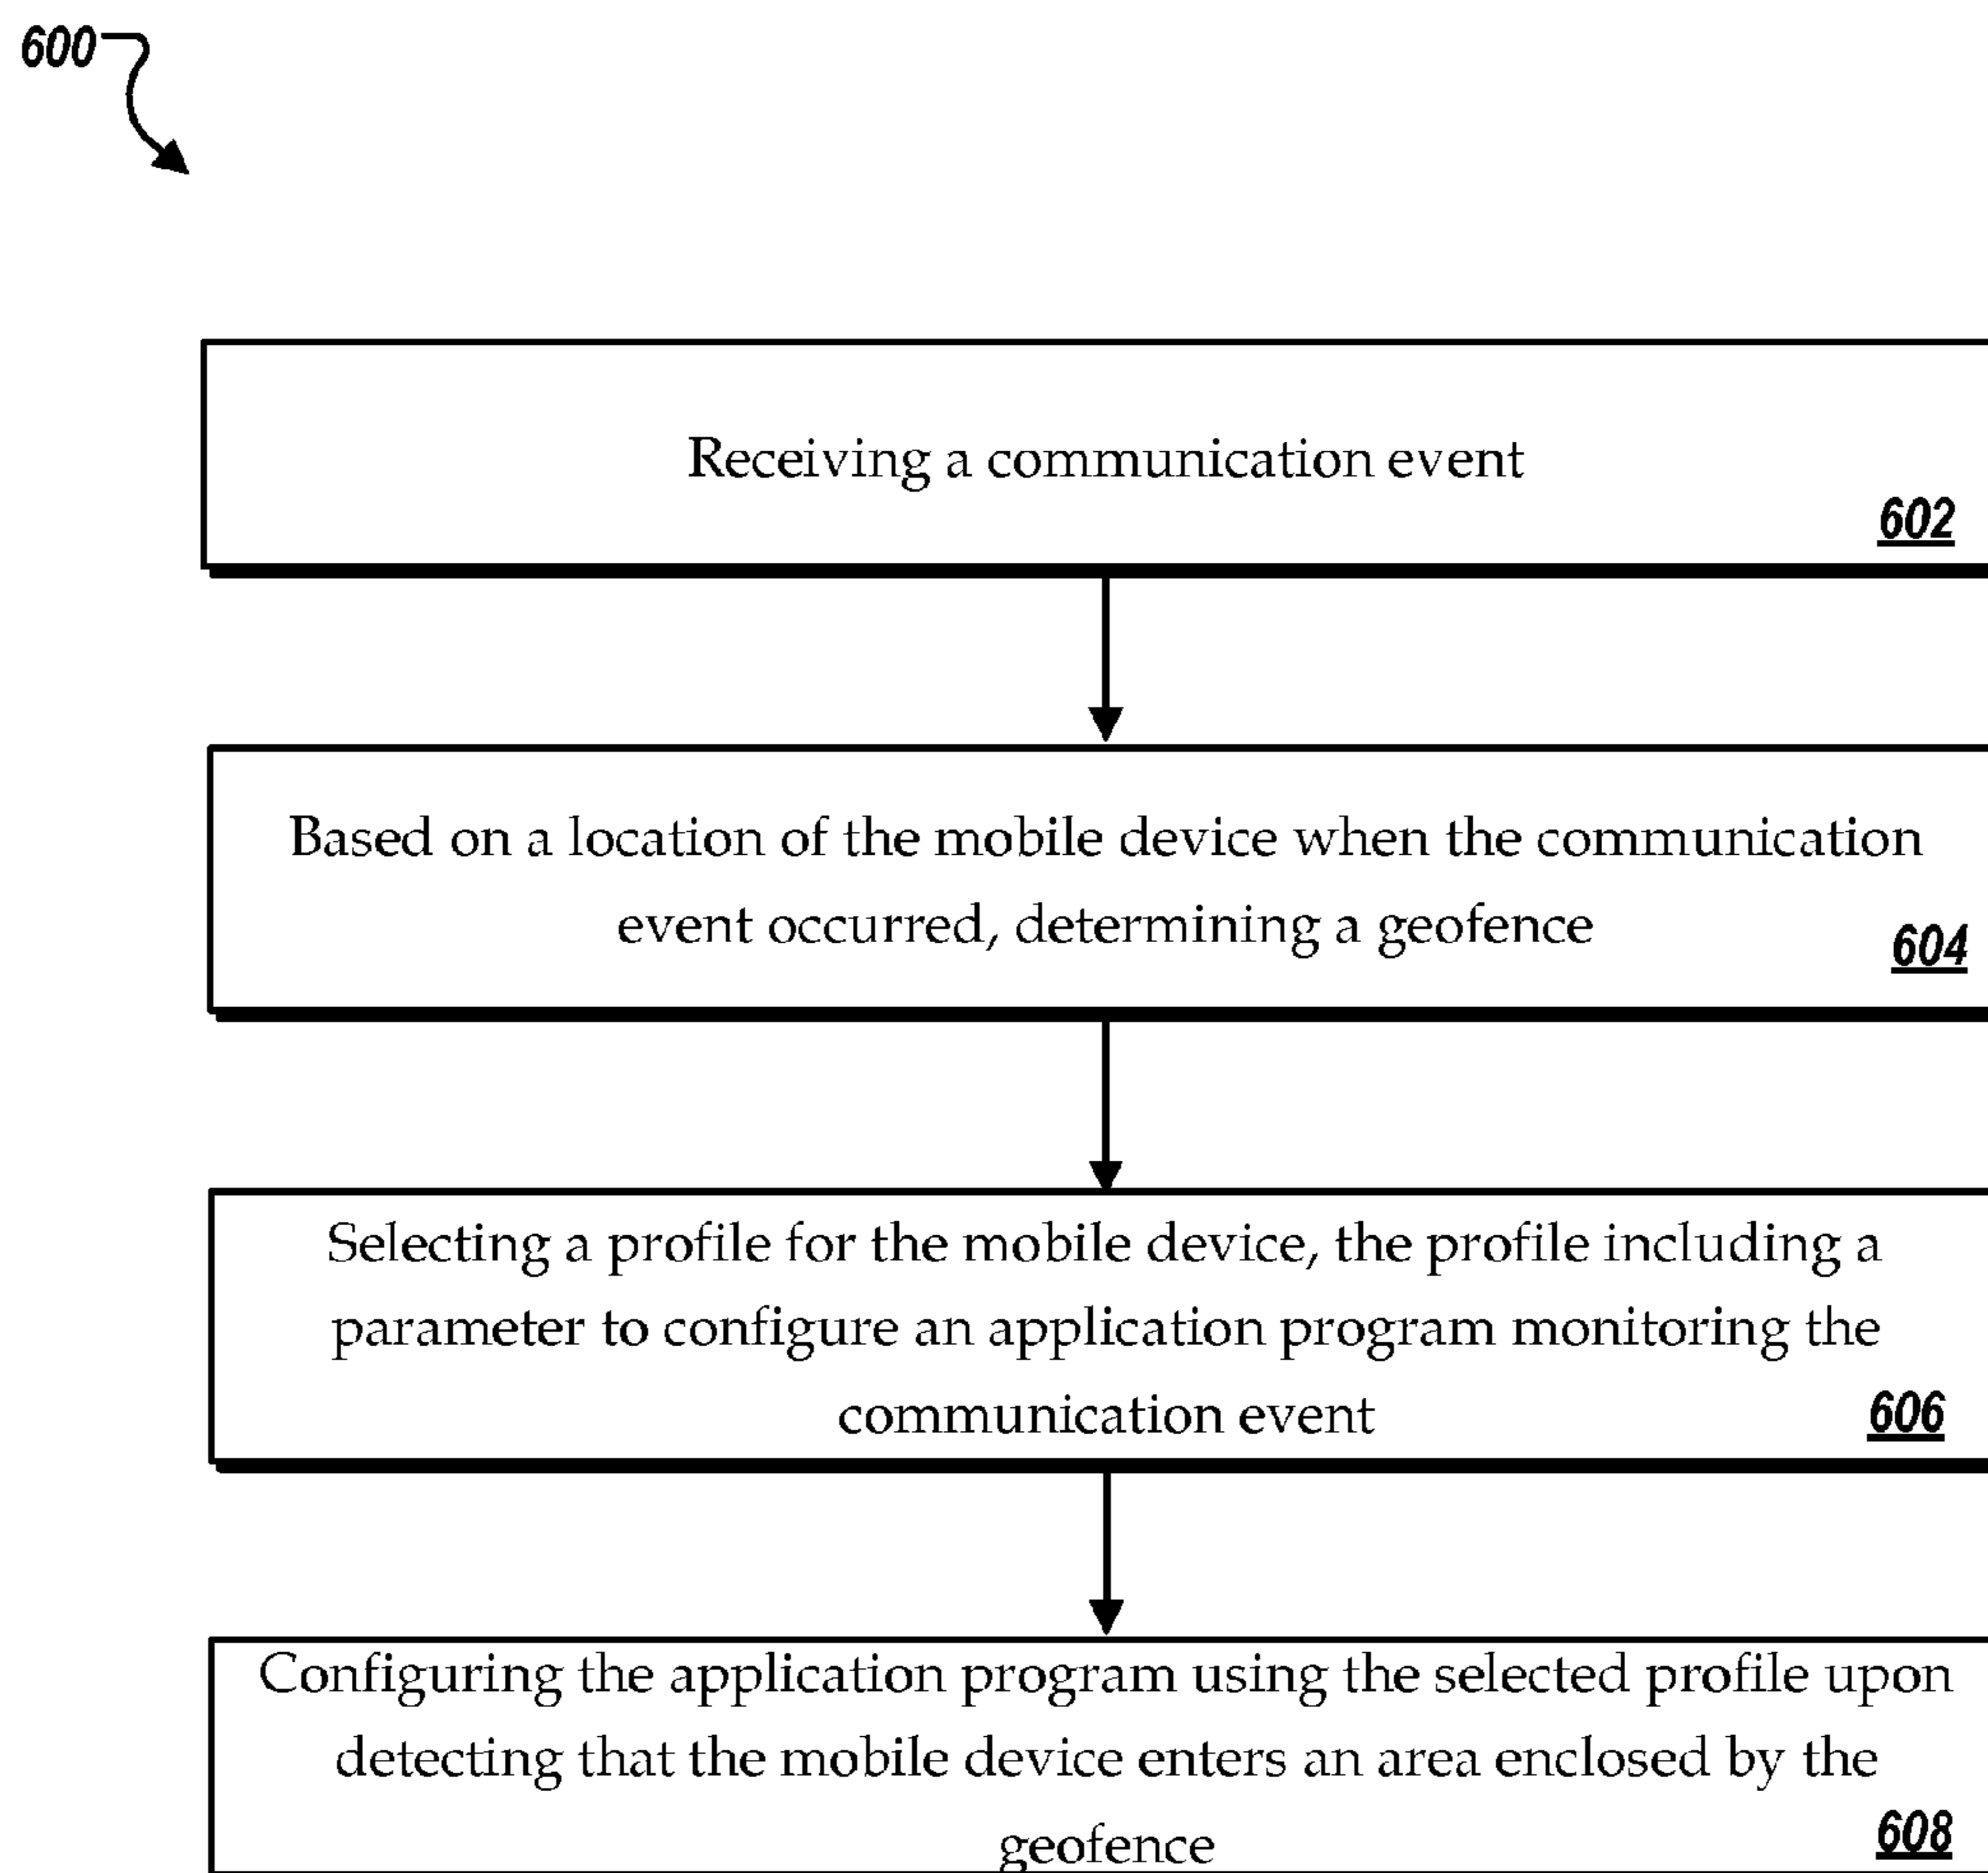 600
Receiving a communication event
602
Based on a location of the mobile device when the communication
event occurred, determining a geofence
604
Selecting a profile for the mobile device, the profile including a
parameter to configure an application program monitoring the
communication event
606
Configuring the application program using the selected profile upon
detecting that the mobile device enters an area enclosed by the
geofence
608